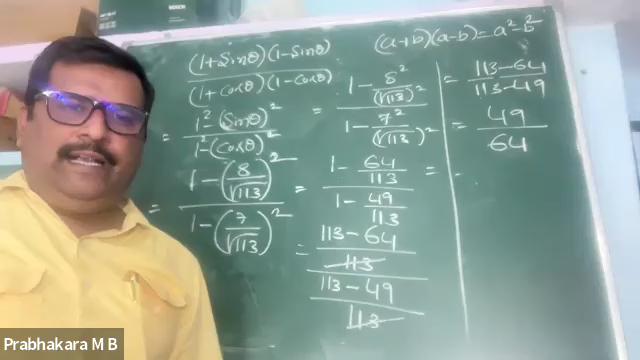 BOSCH
(1+Sinθ)(1-Sinθ)
(1+Cosθ)(1-Cosθ)
= 1²-(Sinθ)²
1²-(Cosθ)²
= 1-(8/√113)²
1-(7/√113)²
= 1-8²/(√113)²
1-7²/(√113)²
= 1-64/113
1-49/113
=
= 113-64
113
113-49
113
(a+b)(a-b)=a²-b²
= 113-64
113-49
= 49
64
Prabhakara M B